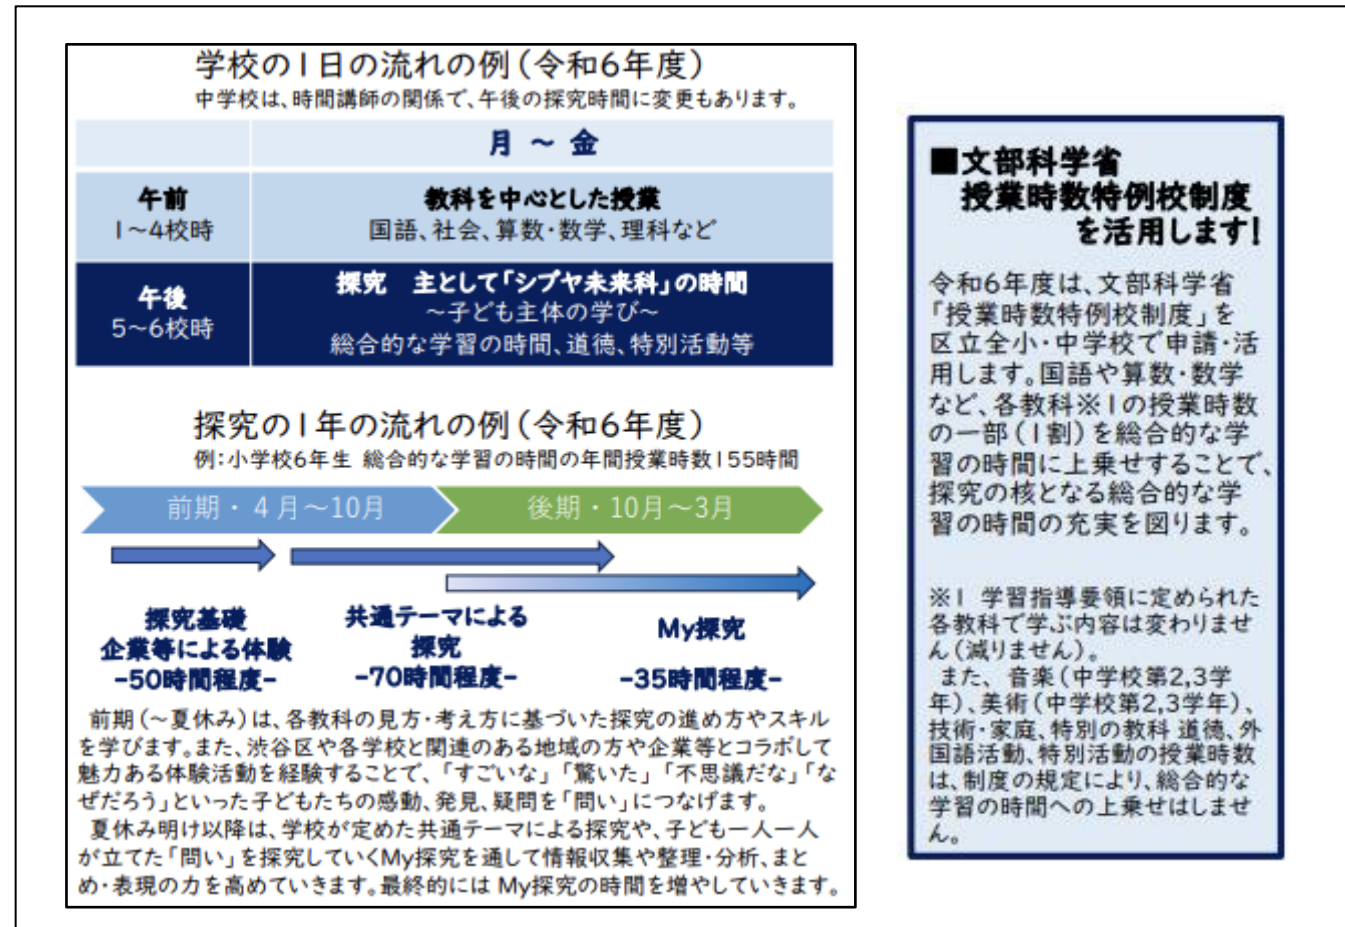 学校の1日の流れの例(令和6年度)
中学校は、時間講師の関係で、午後の探究時間に変更もあります。
月 ～ 金
午前
1～4校時
教科を中心とした授業
国語、社会、算数・数学、理科など
午後
5～6校時
探究　主として「シブヤ未来科」の時間
～子ども主体の学び～
総合的な学習の時間、道徳、特別活動等
探究の1年の流れの例(令和6年度)
例:小学校6年生 総合的な学習の時間の年間授業時数155時間
前期・4月～10月
後期・10月～3月
探究基礎
企業等による体験
-50時間程度-
共通テーマによる
探究
-70時間程度-
My探究
-35時間程度-
前期(～夏休み)は、各教科の見方・考え方に基づいた探究の進め方やスキル
を学びます。また、渋谷区や各学校と関連のある地域の方や企業等とコラボして
魅力ある体験活動を経験することで、「すごいな」「驚いた」「不思議だな」「な
ぜだろう」といった子どもたちの感動、発見、疑問を「問い」につなげます。
夏休み明け以降は、学校が定めた共通テーマによる探究や、子ども一人一人
が立てた「問い」を探究していくMy探究を通して情報収集や整理・分析、まと
め・表現の力を高めていきます。最終的には My探究の時間を増やしていきます。
■文部科学省
授業時数特例校制度
を活用します!
令和6年度は、文部科学省
「授業時数特例校制度」を
区立全小・中学校で申請・活
用します。国語や算数・数学
など、各教科※1の授業時数
の一部(1割)を総合的な学
習の時間に上乗せすることで、
探究の核となる総合的な学
習の時間の充実を図ります。
※1 学習指導要領に定められた
各教科で学ぶ内容は変わりませ
ん(減りません)。
また、音楽(中学校第2,3学
年)、美術(中学校第2,3学年)、
技術・家庭、特別の教科 道徳、外
国語活動、特別活動の授業時数
は、制度の規定により、総合的な
学習の時間への上乗せはしませ
ん。